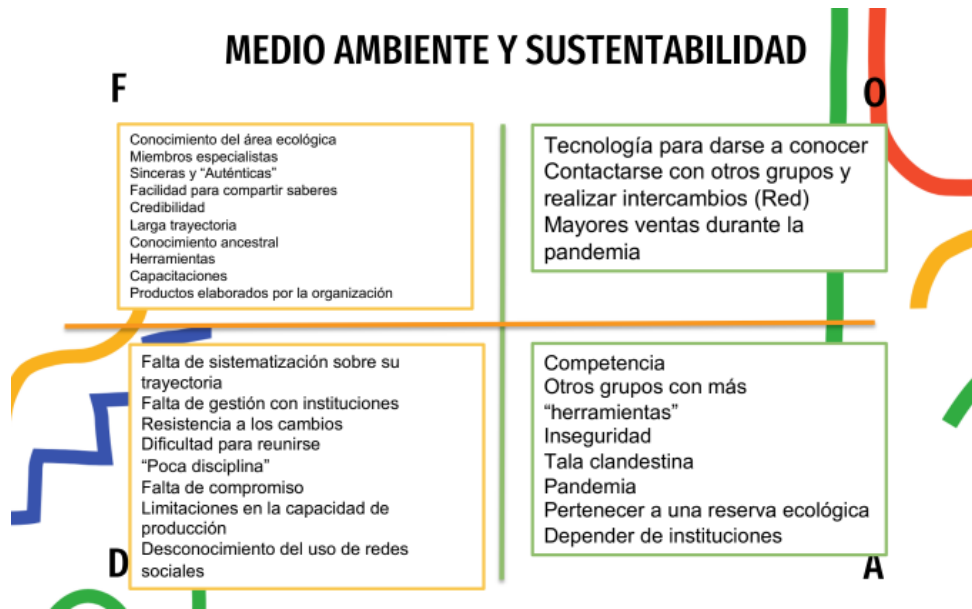 MEDIO AMBIENTE Y SUSTENTABILIDAD
F
Conocimiento del área ecológica
Miembros especialistas
Sinceras y “Auténticas”
Facilidad para compartir saberes
Credibilidad
Larga trayectoria
Conocimiento ancestral
Herramientas
Capacitaciones
Productos elaborados por la organización
O
Tecnología para darse a conocer
Contactarse con otros grupos y
realizar intercambios (Red)
Mayores ventas durante la
pandemia
D
Falta de sistematización sobre su
trayectoria
Falta de gestión con instituciones
Resistencia a los cambios
Dificultad para reunirse
“Poca disciplina”
Falta de compromiso
Limitaciones en la capacidad de
producción
Desconocimiento del uso de redes
sociales
A
Competencia
Otros grupos con más
“herramientas”
Inseguridad
Tala clandestina
Pandemia
Pertenecer a una reserva ecológica
Depender de instituciones